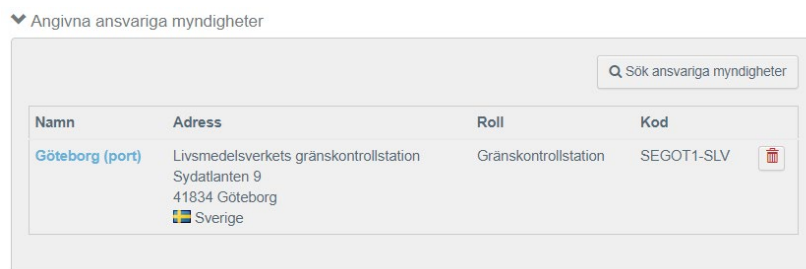 Angivna ansvariga myndigheter
Sök ansvariga myndigheter
Namn Adress Roll Kod
Göteborg (port) Livsmedelsverkets gränskontrollstation Gränskontrollstation SEGOT1-SLV
Sydatlanten 9
41834 Göteborg
Sverige